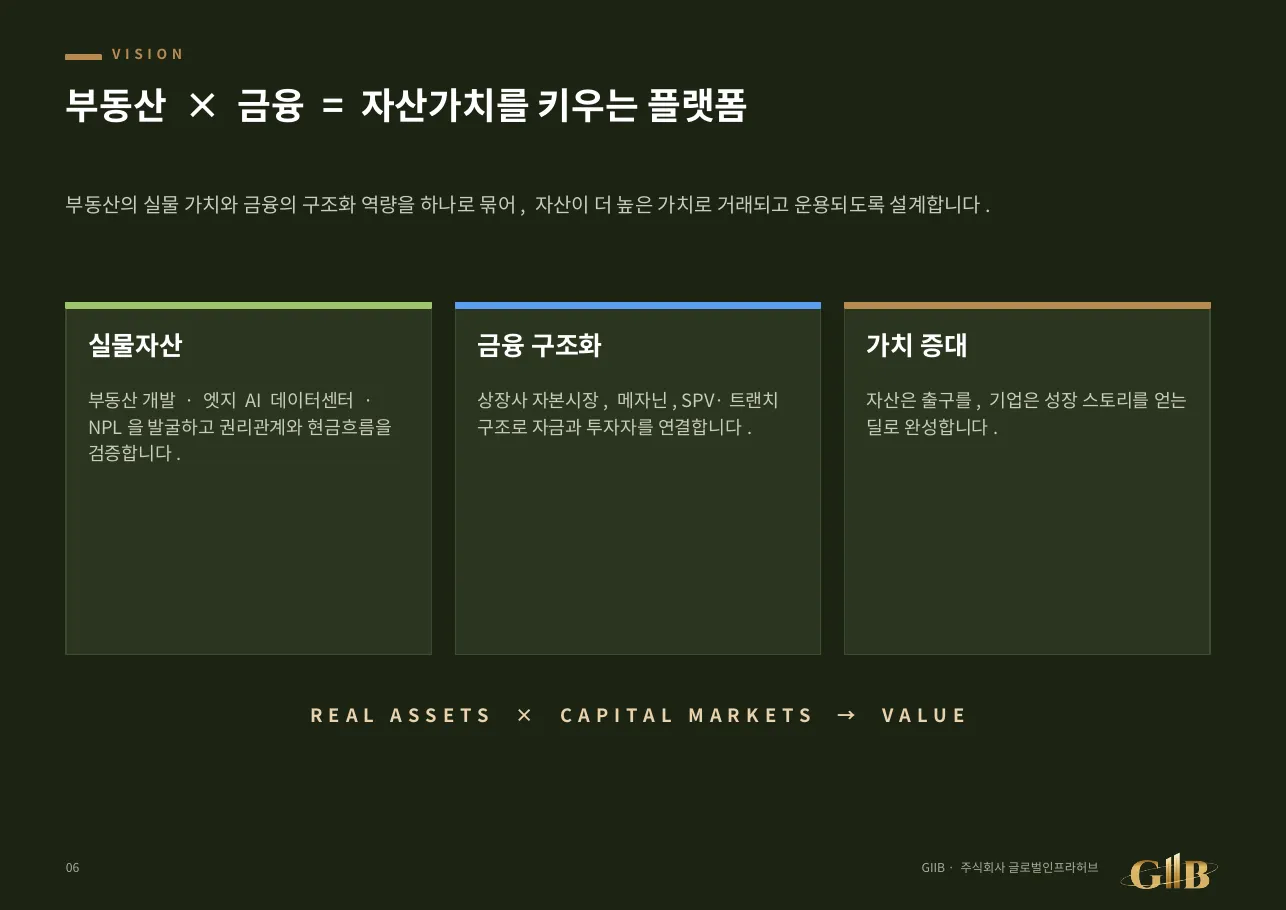 VISION
부동산 × 금융 = 자산가치를 키우는 플랫폼
부동산의 실물 가치와 금융의 구조화 역량을 하나로 묶어 , 자산이 더 높은 가치로 거래되고 운용되도록 설계합니다 .
실물자산
부동산 개발 · 엣지 AI 데이터센터 ·
NPL 을 발굴하고 권리관계와 현금흐름을
검증합니다 .
금융 구조화
상장사 자본시장 , 메자닌 , SPV· 트랜치
구조로 자금과 투자자를 연결합니다 .
가치 증대
자산은 출구를 , 기업은 성장 스토리를 얻는
딜로 완성합니다 .
REAL ASSETS × CAPITAL MARKETS → VALUE
06
GIIB · 주식회사 글로벌인프라허브
GIIB